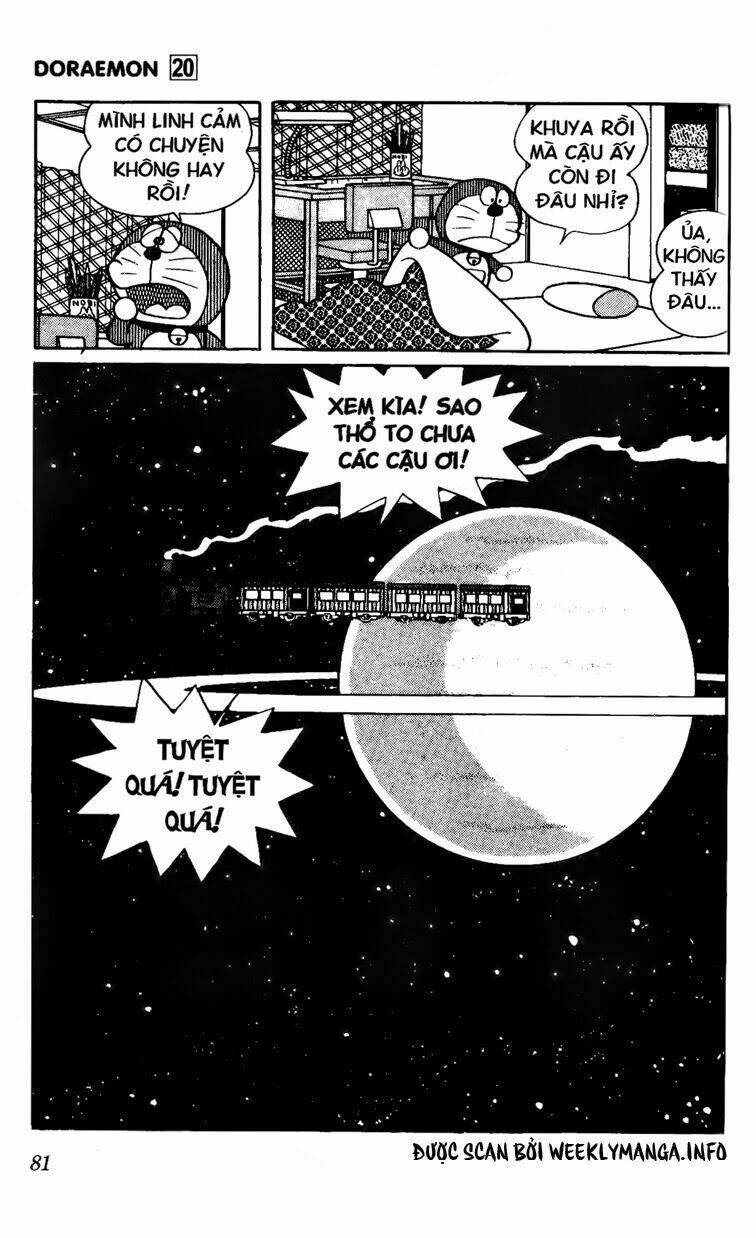 DORAEMON 20
ỦA,
KHÔNG
THẤY
ĐÂU...
KHUYA RỒI
MÀ CẬU ẤY
CÒN ĐI
ĐÂU NHỈ?
NOBI
MÌNH LINH CẢM
CÓ CHUYỆN
KHÔNG HAY
RỒI!
NOBI
XEM KÌA! SAO
THỔ TO CHƯA
CÁC CẬU ƠI!
TUYỆT
QUÁ! TUYỆT
QUÁ!
81
ĐƯỢC SCAN BỞI WEEKLYMANGA.INFO